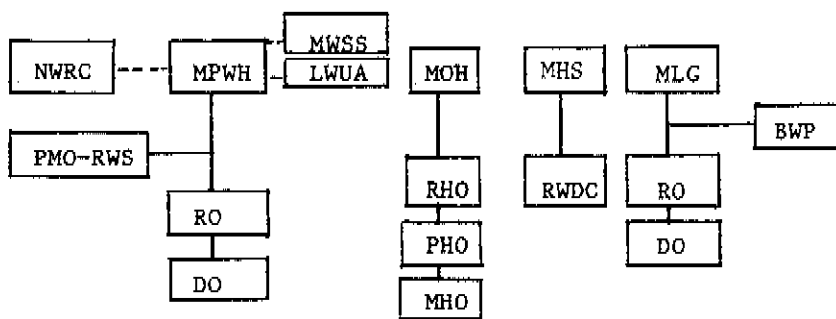 MWSS
NWRC MPWH LWUA MOH MHS MLG
BWP
PMO-RWS
RHO RWDC RO
RO
PHO DO
DO
MHO